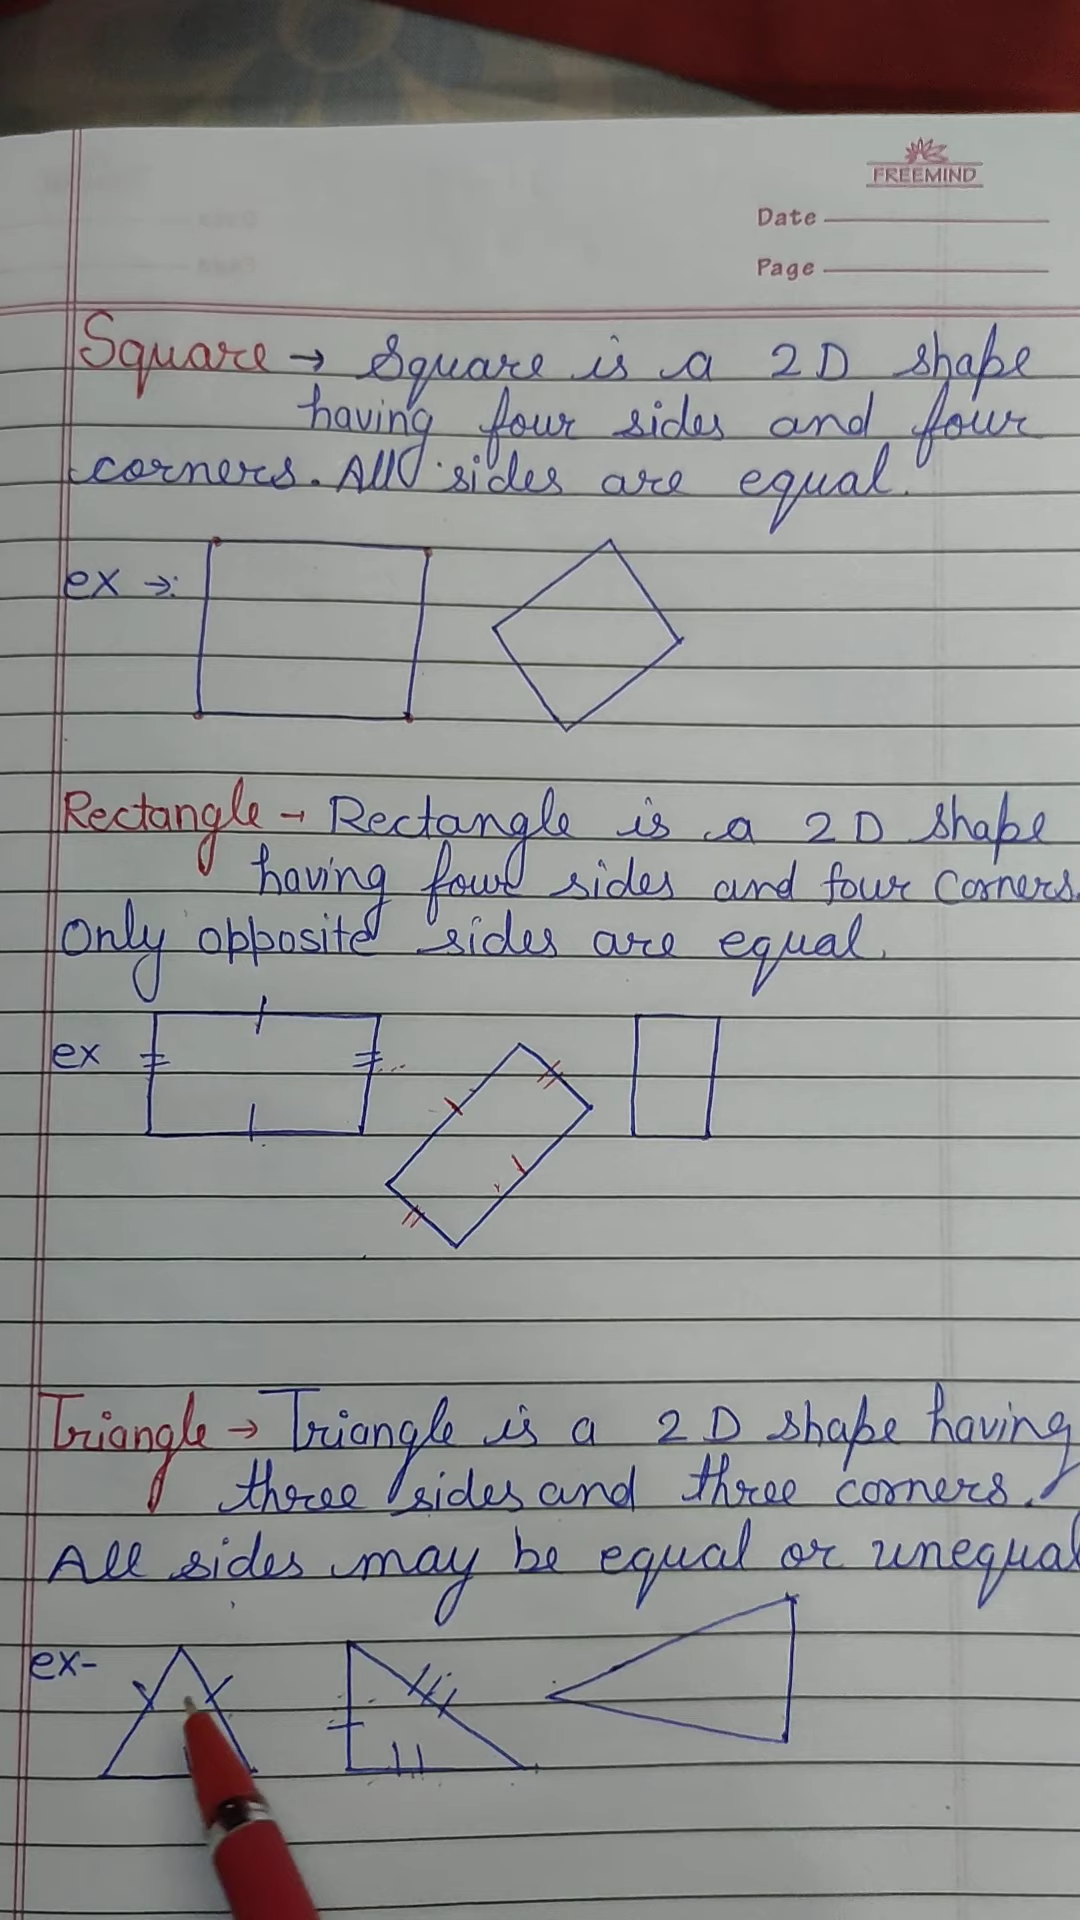 FREEMIND
Date
Page
Square → Square is a 2D shape
having four sides and four
corners. All sides are equal.
ex →:
Rectangle - Rectangle is a 2D shape
having four sides and four corners.
Only opposite sides are equal.
ex
Triangle → Triangle is a 2D shape having
three sides and three corners.
All sides may be equal or unequal
ex-